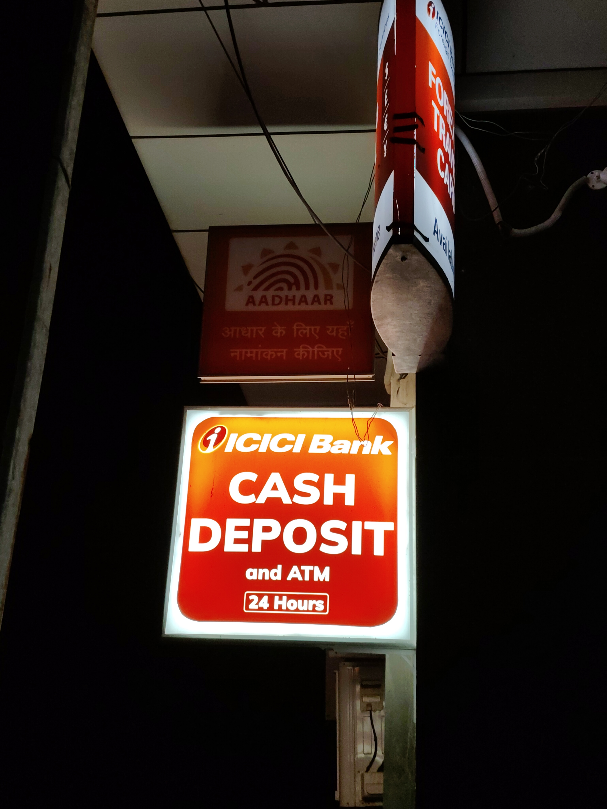 AADHAAR
आधार के लिए यहाँ
नामांकन कीजिए
ICICI Bank
CASH
DEPOSIT
and ATM
24 Hours